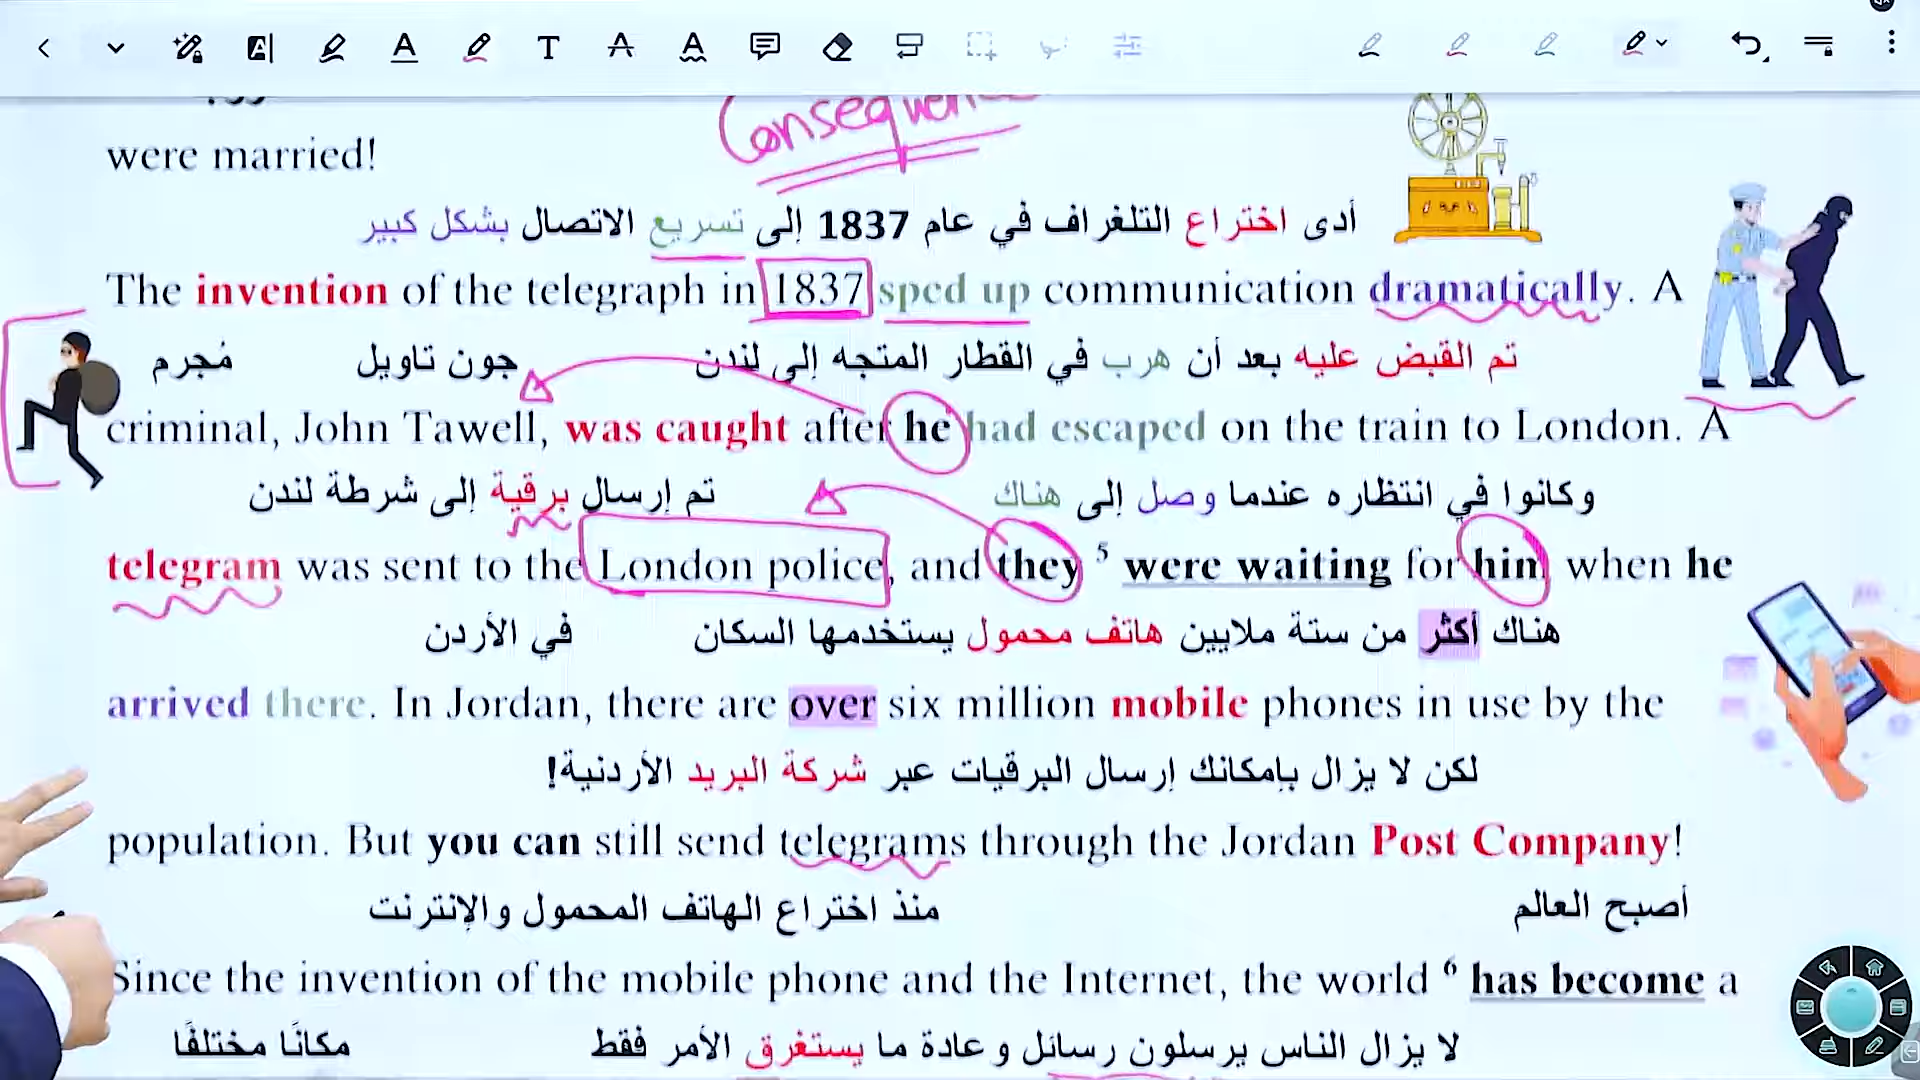 were married!
أدى اختراع التلغراف في عام 1837 إلى تسريع الاتصال بشكل كبير
The invention of the telegraph in 1837 sped up communication dramatically. A
تم القبض عليه بعد أن هرب في القطار المتجه إلى لندن جون تاويل مُجرم
criminal, John Tawell, was caught after he had escaped on the train to London. A
وكانوا في انتظاره عندما وصل إلى هناك تم إرسال برقية إلى شرطة لندن
telegram was sent to the London police, and they 5 were waiting for him when he
هناك أكثر من ستة ملايين هاتف محمول يستخدمها السكان في الأردن
arrived there. In Jordan, there are over six million mobile phones in use by the
لكن لا يزال بإمكانك إرسال البرقيات عبر شركة البريد الأردنية!
population. But you can still send telegrams through the Jordan Post Company!
أصبح العالم منذ اختراع الهاتف المحمول والإنترنت
Since the invention of the mobile phone and the Internet, the world 6 has become a
لا يزال الناس يرسلون رسائل وعادة ما يستغرق الأمر فقط مكانًا مختلفًا